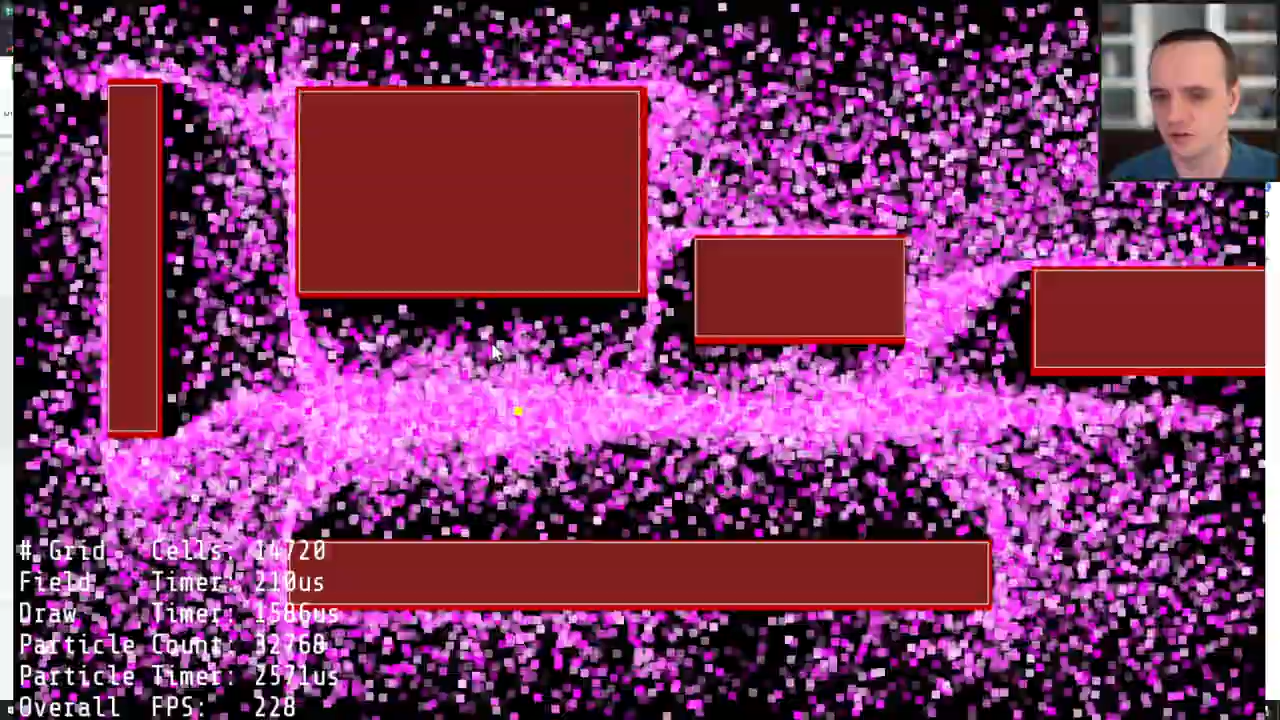 # Grid Cells: 14720
Field Timer: 210us
Draw Timer: 1586us
Particle Count: 32768
Particle Timer: 2571us
Overall FPS: 228